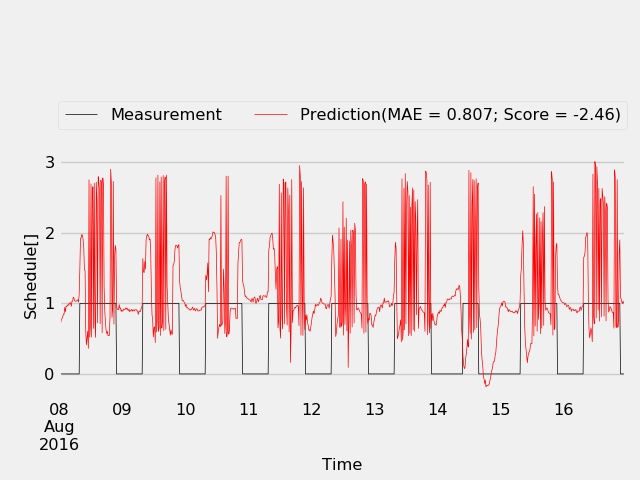 Measurement Prediction(MAE = 0.807; Score = -2.46)
3
2
1
0
Schedule[]
08 09 10 11 12 13 14 15 16
Aug
2016
Time